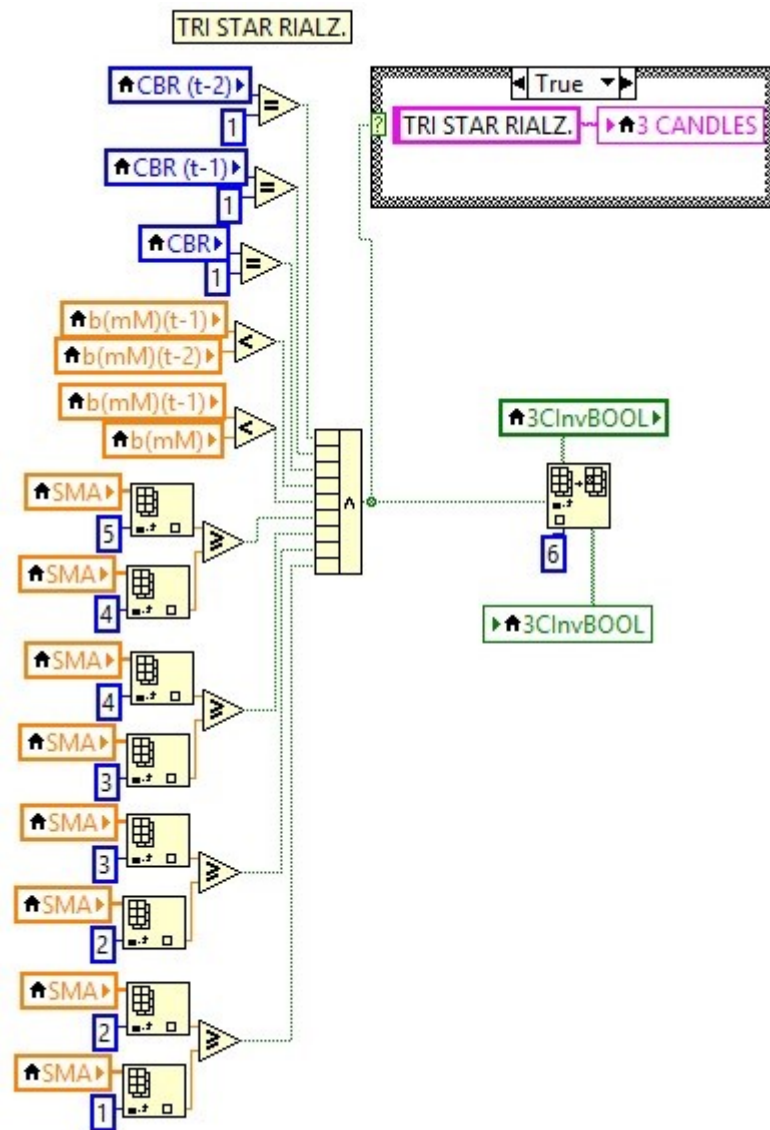 TRI STAR RIALZ.
CBR (t-2)
1
=
CBR (t-1)
1
=
CBR
1
=
b(mM)(t-1)
b(mM)(t-2)
<
b(mM)(t-1)
b(mM)
<
SMA
5
≥
SMA
4
SMA
4
≥
SMA
3
SMA
3
≥
SMA
2
SMA
2
≥
SMA
1
∧
True
?
TRI STAR RIALZ.
3 CANDLES
3CInvBOOL
6
3CInvBOOL